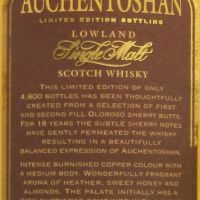 AUCHENTOSHAN
LIMITED EDITION BOTTLING
LOWLAND
Single Malt
SCOTCH WHISKY
THIS LIMITED EDITION OF ONLY
4,800 BOTTLES HAS BEEN THOUGHTFULLY
CREATED FROM A SELECTION OF FIRST
AND SECOND FILL OLOROSO SHERRY BUTTS.
FOR 18 YEARS THE SUBTLE SHERRY NOTES
HAVE GENTLY PERMEATED THE WHISKY
RESULTING IN A BEAUTIFULLY
BALANCED EXPRESSION OF AUCHENTOSHAN.
INTENSE BURNISHED COPPER COLOUR WITH
A MEDIUM BODY. WONDERFULLY FRAGRANT
AROMA OF HEATHER, SWEET HONEY AND
ALMONDS. THE PALATE INITIALLY HAS A